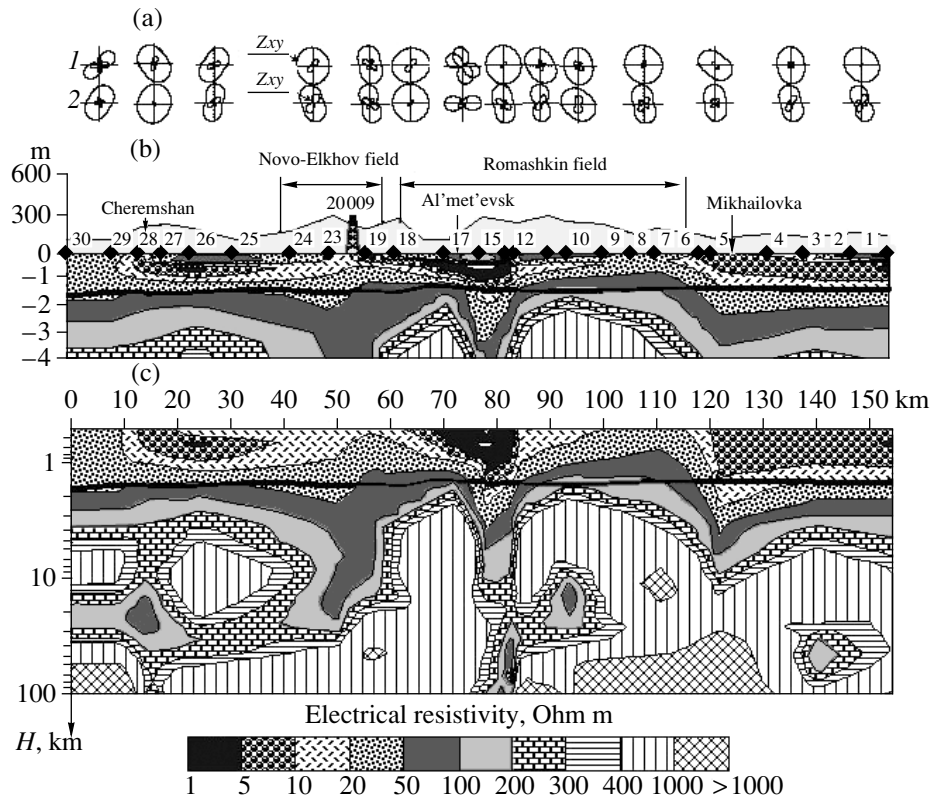 (a)
1
Zxy
2
Zxy
(b)
m
600
300
0
−1
−2
−3
−4
Novo-Elkhov field
Romashkin field
Cheremshan
20009
Al’met’evsk
Mikhailovka
30 29 28 27 26 25 24 23 19 18 17 15 12 10 9 8 7 6 5 4 3 2 1
(c)
0 10 20 30 40 50 60 70 80 90 100 110 120 130 140 150 km
1
10
100
H, km
Electrical resistivity, Ohm m
1 5 10 20 50 100 200 300 400 1000 >1000